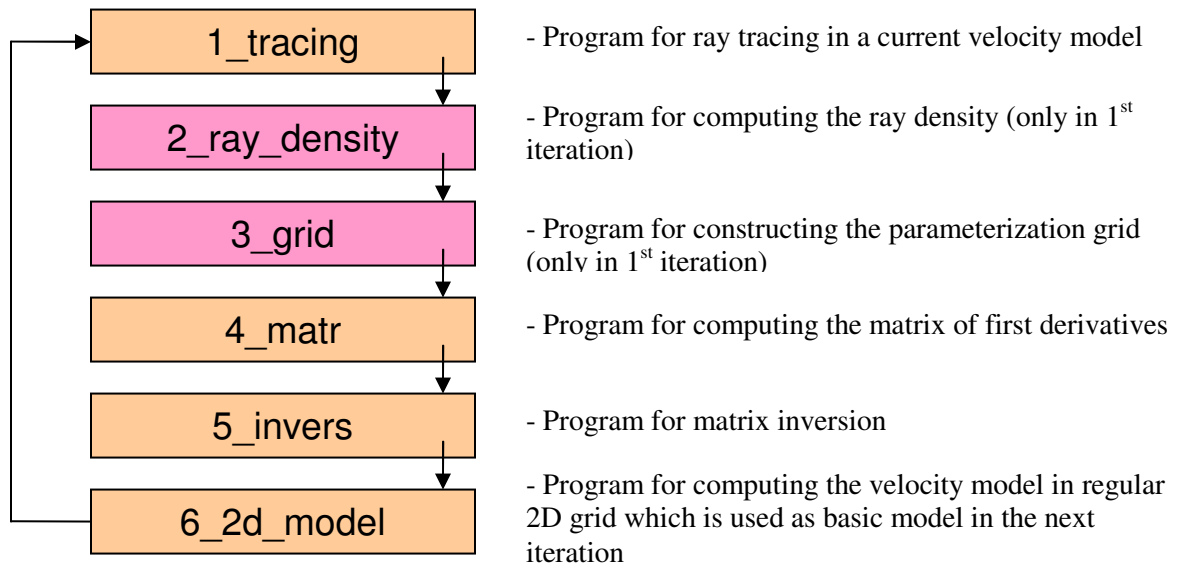 1_tracing
- Program for ray tracing in a current velocity model
2_ray_density
- Program for computing the ray density (only in 1st
iteration)
3_grid
- Program for constructing the parameterization grid
(only in 1st iteration)
4_matr
- Program for computing the matrix of first derivatives
5_invers
- Program for matrix inversion
6_2d_model
- Program for computing the velocity model in regular
2D grid which is used as basic model in the next
iteration